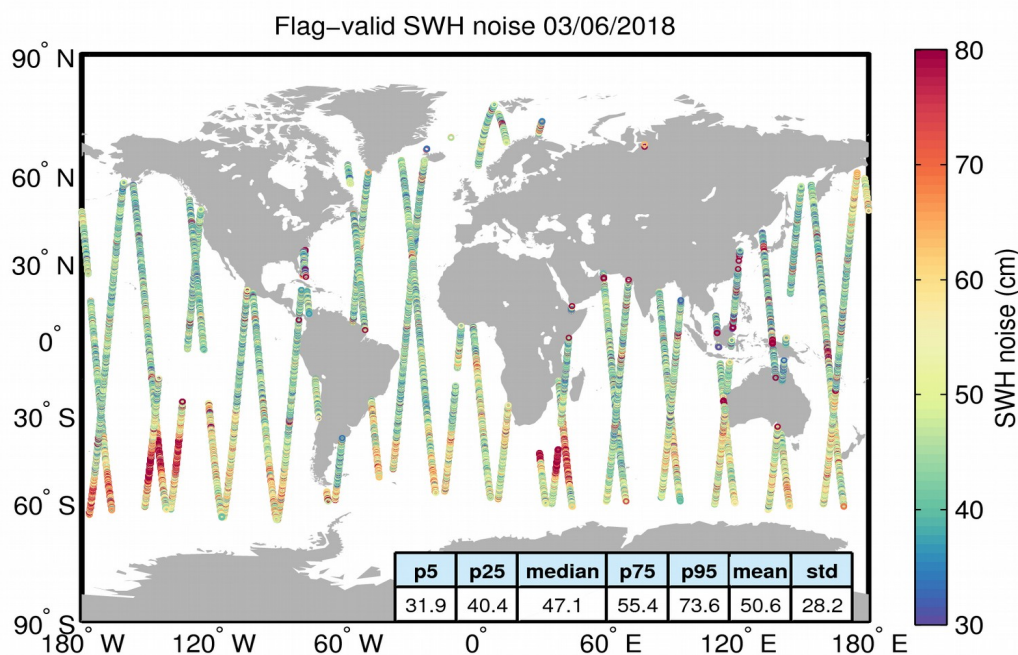 Flag−valid SWH noise 03/06/2018
90° N
60° N
30° N
0°
30° S
60° S
90° S
180° W
120° W
60° W
0°
60° E
120° E
180° E
80
70
60
50
40
30
SWH noise (cm)
p5 p25 median p75 p95 mean std
31.9 40.4 47.1 55.4 73.6 50.6 28.2